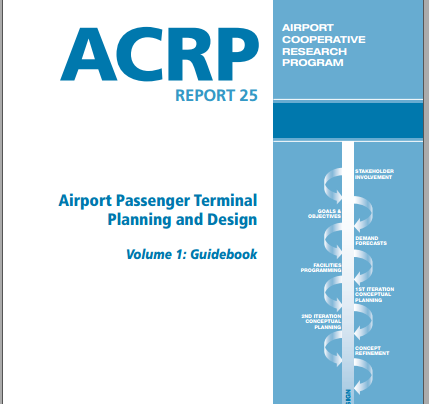 ACRP
REPORT 25
AIRPORT
COOPERATIVE
RESEARCH
PROGRAM
Airport Passenger Terminal
Planning and Design
Volume 1: Guidebook
STAKEHOLDER
INVOLVEMENT
GOALS &
OBJECTIVES
DEMAND
FORECASTS
FACILITIES
PROGRAMMING
1ST ITERATION
CONCEPTUAL
PLANNING
2ND ITERATION
CONCEPTUAL
PLANNING
CONCEPT
REFINEMENT